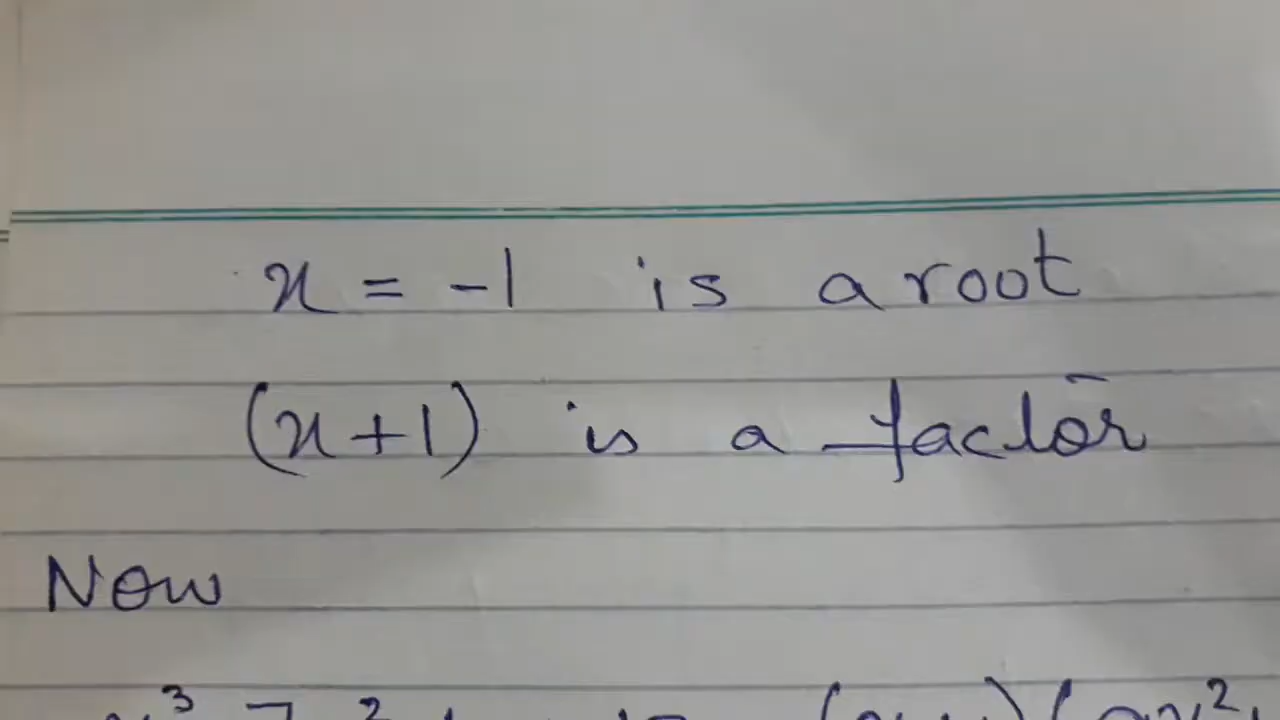 x = -1 is a root
(x+1) is a factor
Now